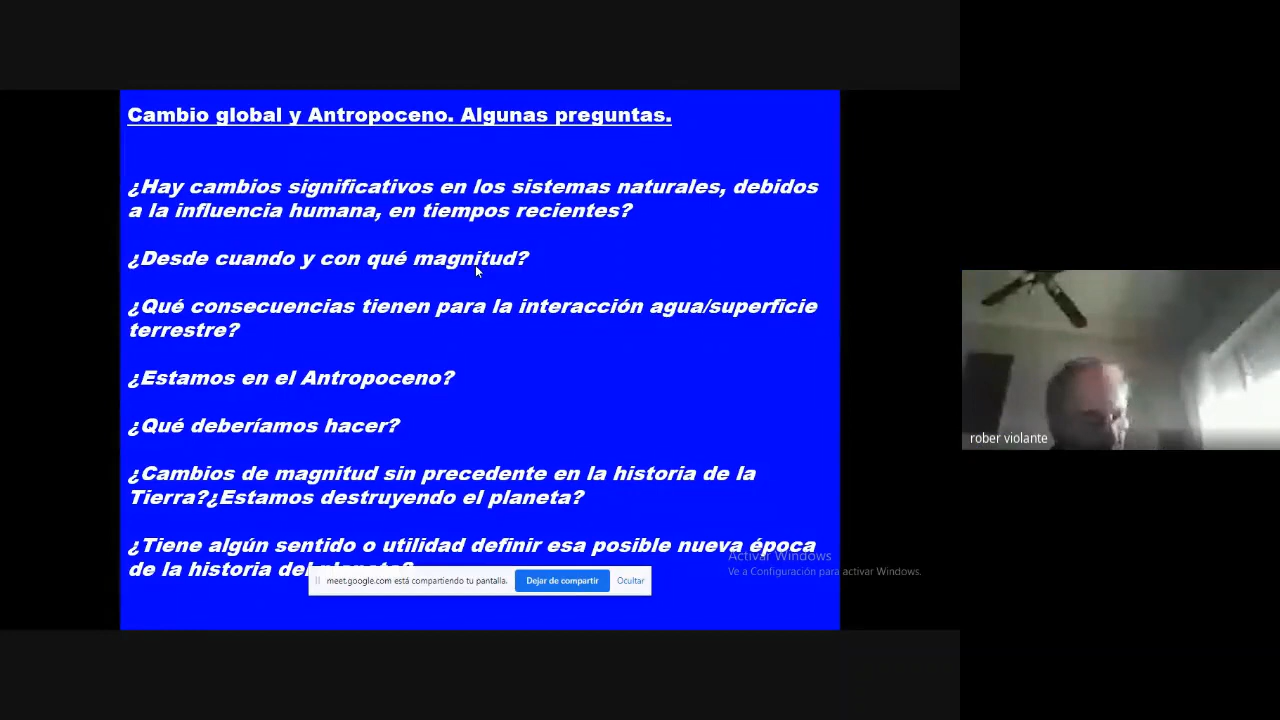 Cambio global y Antropoceno. Algunas preguntas.
¿Hay cambios significativos en los sistemas naturales, debidos
a la influencia humana, en tiempos recientes?
¿Desde cuando y con qué magnitud?
¿Qué consecuencias tienen para la interacción agua/superficie
terrestre?
¿Estamos en el Antropoceno?
¿Qué deberíamos hacer?
¿Cambios de magnitud sin precedente en la historia de la
Tierra?¿Estamos destruyendo el planeta?
¿Tiene algún sentido o utilidad definir esa posible nueva época
de la historia del
meet.google.com está compartiendo tu pantalla.
Dejar de compartir
Ocultar
Activar Windows
Ve a Configuración para activar Windows.
rober violante